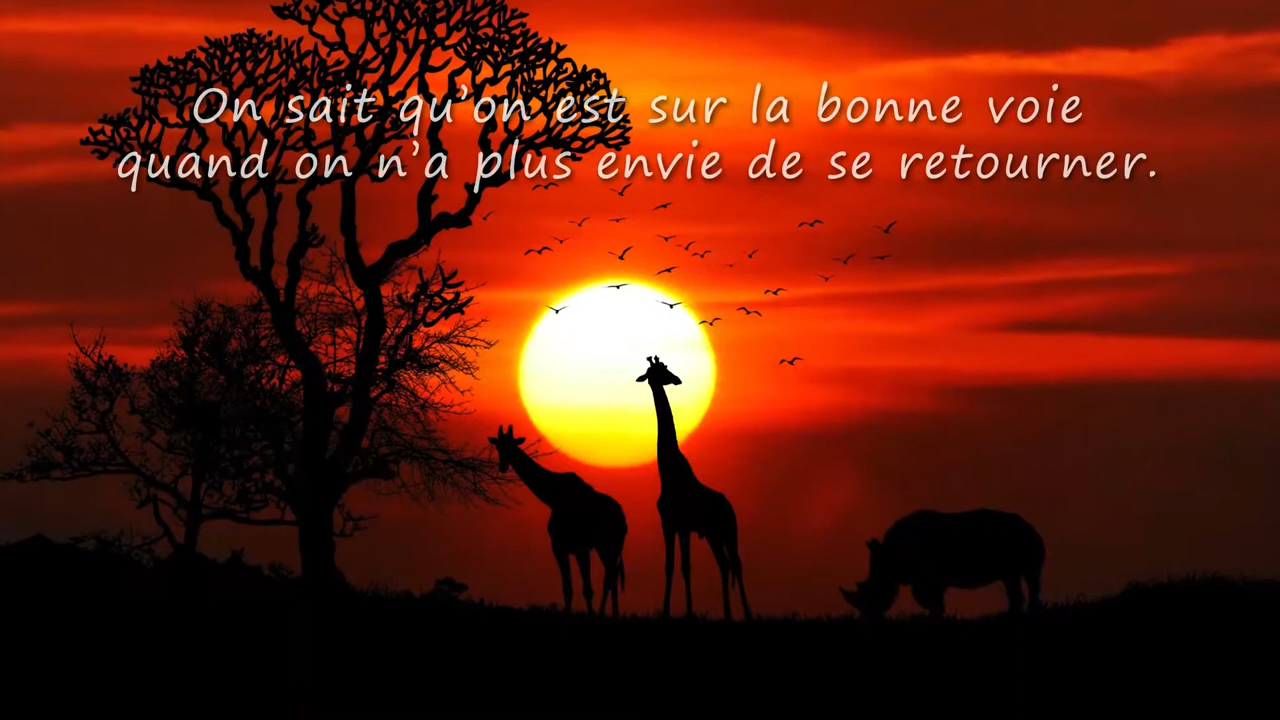 On sait qu'on est sur la bonne voie
quand on n'a plus envie de se retourner.